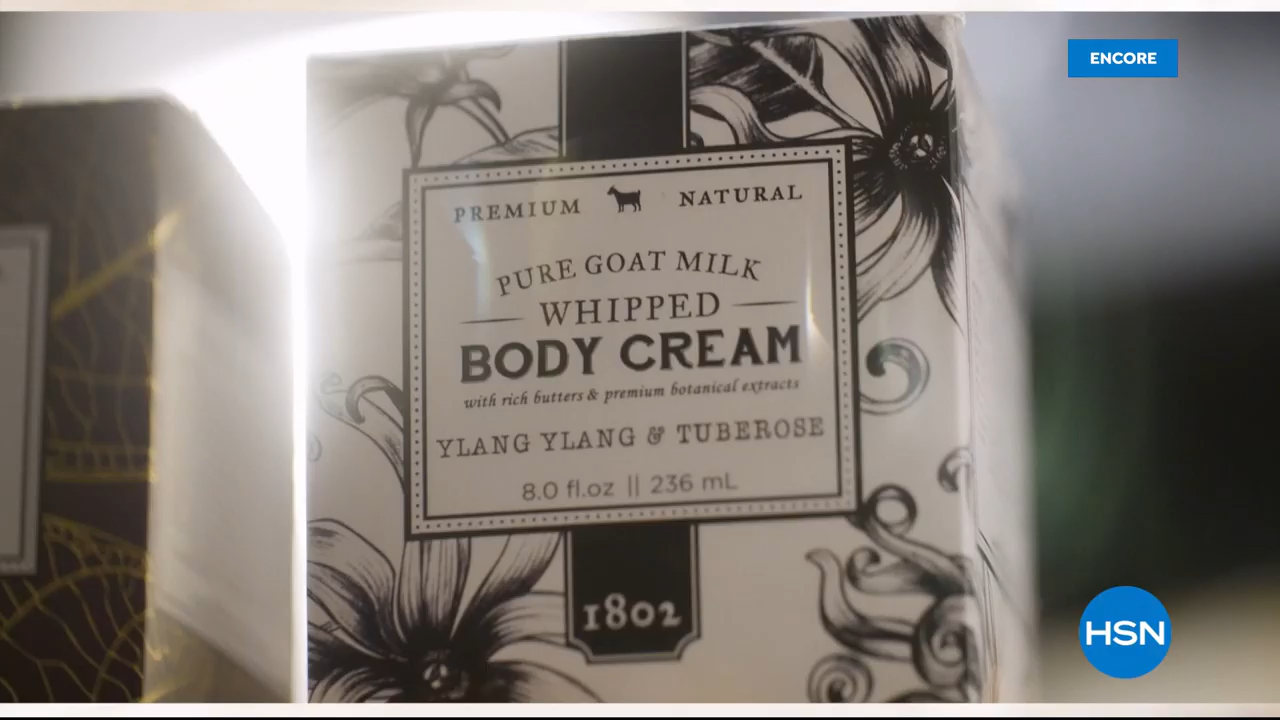 ENCORE
PREMIUM NATURAL
PURE GOAT MILK
WHIPPED
BODY CREAM
with rich butters & premium botanical extracts
YLANG YLANG & TUBEROSE
8.0 fl.oz || 236 mL
1802
HSN